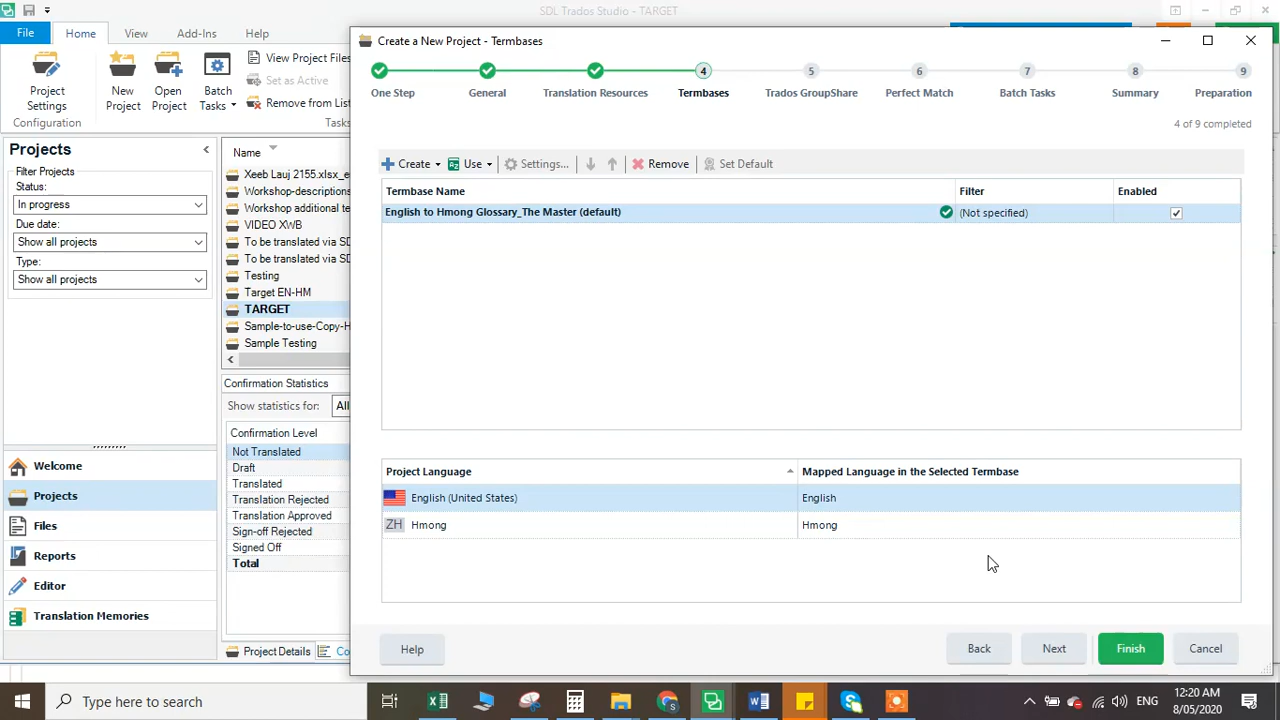 SDL Trados Studio - TARGET
File
Home
View
Add-Ins
Help
Project Settings
New Project
Open Project
Batch Tasks
View Project Files
Set as Active
Remove from List
Configuration
Tasks
Projects
Filter Projects
Status:
In progress
Due date:
Show all projects
Type:
Show all projects
Welcome
Projects
Files
Reports
Editor
Translation Memories
Name
Xeeb Lauj 2155.xlsx_e
Workshop-descriptions
Workshop additional te
VIDEO XWB
To be translated via SD
To be translated via SD
Testing
Target EN-HM
TARGET
Sample-to-use-Copy-H
Sample Testing
Confirmation Statistics
Show statistics for:
All
Confirmation Level
Not Translated
Draft
Translated
Translation Rejected
Translation Approved
Sign-off Rejected
Signed Off
Total
Project Details
Co
Create a New Project - Termbases
4
5
6
7
8
9
One Step
General
Translation Resources
Termbases
Trados GroupShare
Perfect Match
Batch Tasks
Summary
Preparation
4 of 9 completed
Create
Use
Settings...
Remove
Set Default
Termbase Name
Filter
Enabled
English to Hmong Glossary_The Master (default)
(Not specified)
Project Language
Mapped Language in the Selected Termbase
English (United States)
English
ZH Hmong
Hmong
Help
Back
Next
Finish
Cancel
Type here to search
ENG
12:20 AM
8/05/2020